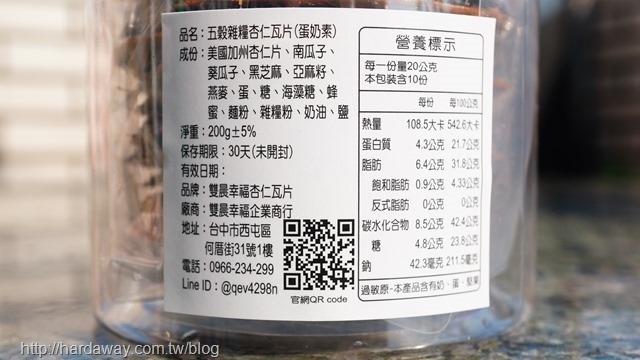 品名：五穀雜糧杏仁瓦片(蛋奶素)
成份：美國加州杏仁片、南瓜子、
葵瓜子、黑芝麻、亞麻籽、
燕麥、蛋、糖、海藻糖、蜂
蜜、麵粉、雜糧粉、奶油、鹽
淨重：200g±5%
保存期限：30天(未開封)
有效日期：
品牌：雙晨幸福杏仁瓦片
廠商：雙晨幸福企業商行
地址：台中市西屯區
何厝街31號1樓
電話：0966-234-299
Line ID：@qev4298n
官網QR code
營養標示
每一份量20公克
本包裝含10份
每份 每100公克
熱量 108.5大卡 542.6大卡
蛋白質 4.3公克 21.7公克
脂肪 6.4公克 31.8公克
飽和脂肪 0.9公克 4.33公克
反式脂肪 0公克 0公克
碳水化合物 8.5公克 42.4公克
糖 4.8公克 23.8公克
鈉 42.3毫克 211.5毫克
過敏原-本產品含有奶、蛋、堅果
http://hardaway.com.tw/blog